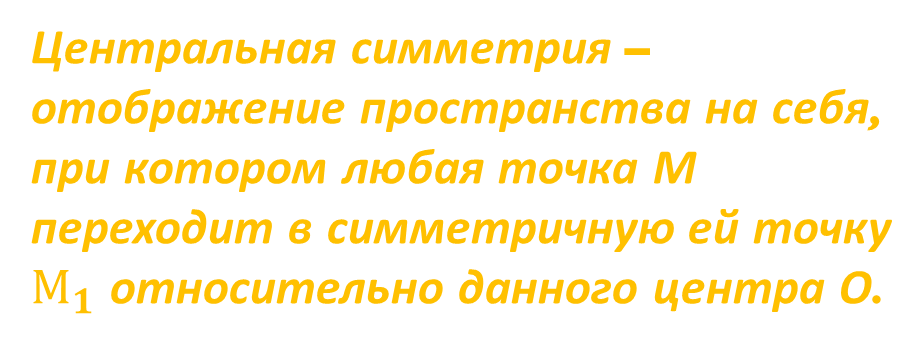 Центральная симметрия –
отображение пространства на себя,
при котором любая точка М
переходит в симметричную ей точку
M₁ относительно данного центра О.